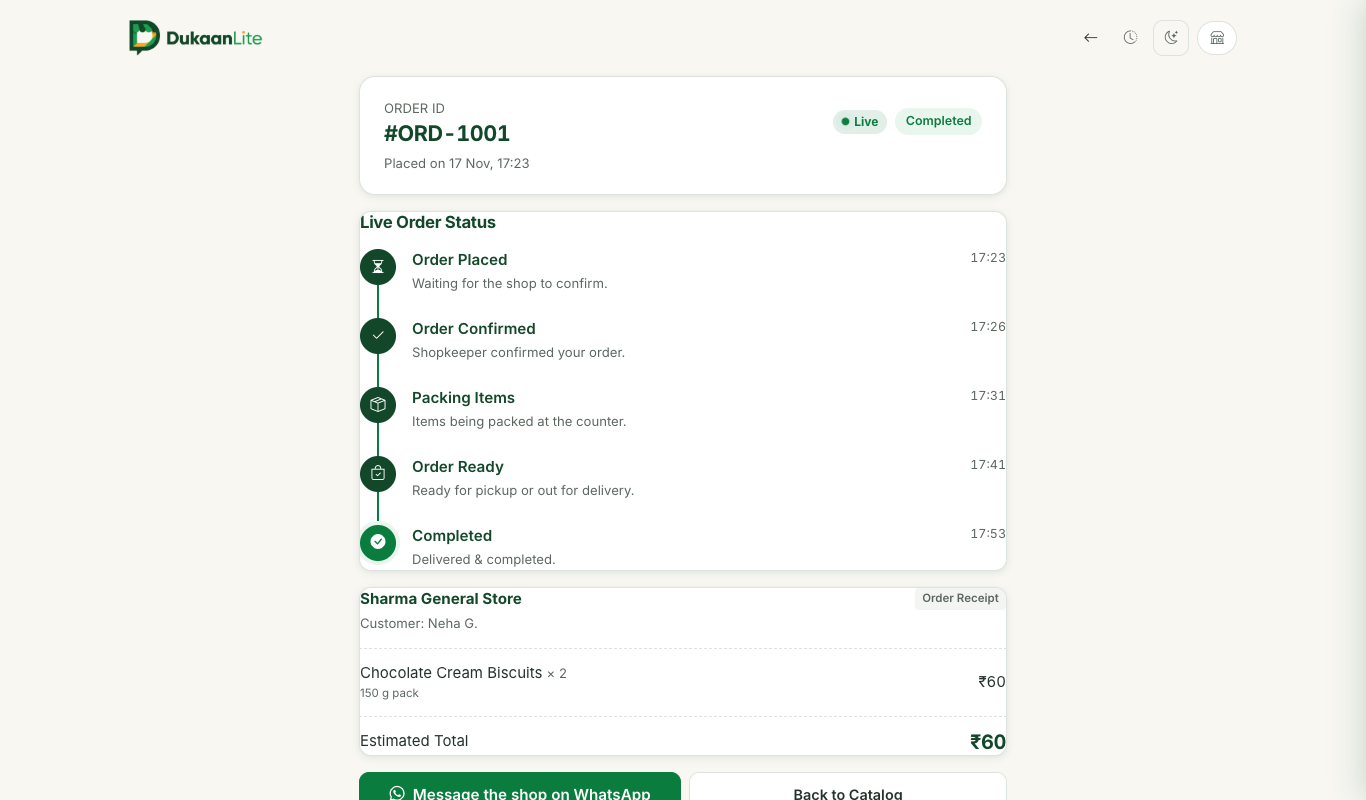 DukaanLite
ORDER ID
#ORD-1001
Placed on 17 Nov, 17:23
Live
Completed
Live Order Status
Order Placed
17:23
Waiting for the shop to confirm.
Order Confirmed
17:26
Shopkeeper confirmed your order.
Packing Items
17:31
Items being packed at the counter.
Order Ready
17:41
Ready for pickup or out for delivery.
Completed
17:53
Delivered & completed.
Sharma General Store
Order Receipt
Customer: Neha G.
Chocolate Cream Biscuits × 2
₹60
150 g pack
Estimated Total
₹60
Message the shop on WhatsApp
Back to Catalog